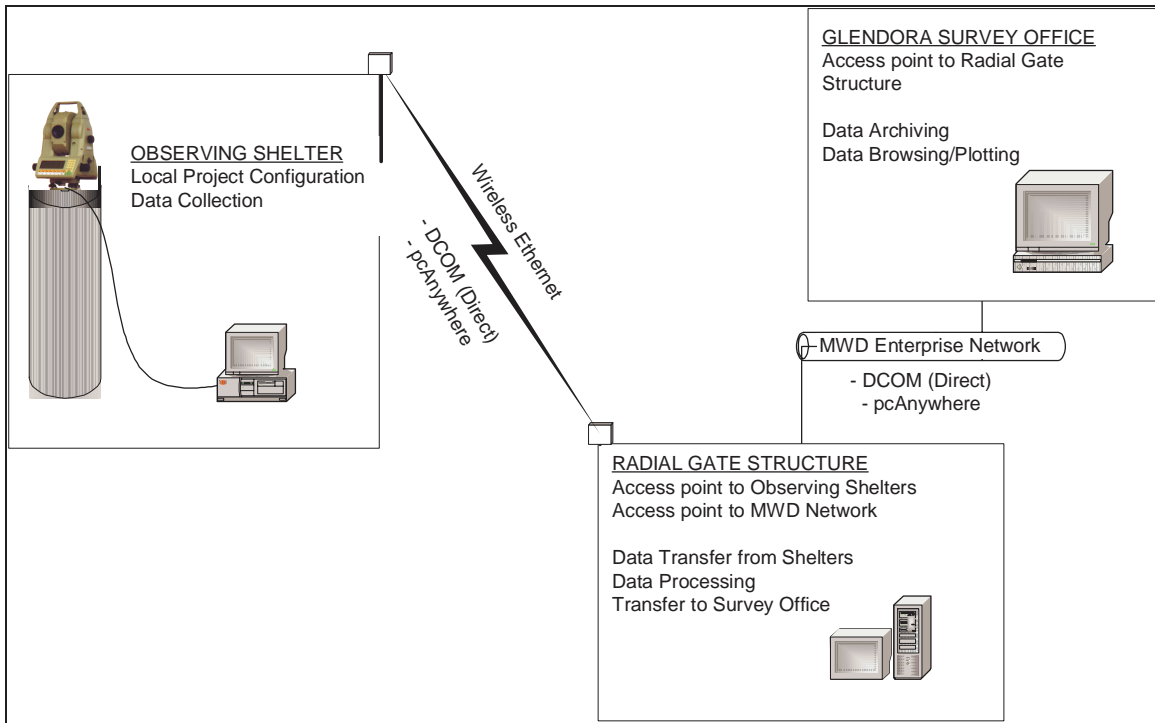 OBSERVING SHELTER
Local Project Configuration
Data Collection
Wireless Ethernet
- DCOM (Direct)
- pcAnywhere
GLENDORA SURVEY OFFICE
Access point to Radial Gate
Structure
Data Archiving
Data Browsing/Plotting
MWD Enterprise Network
- DCOM (Direct)
- pcAnywhere
RADIAL GATE STRUCTURE
Access point to Observing Shelters
Access point to MWD Network
Data Transfer from Shelters
Data Processing
Transfer to Survey Office